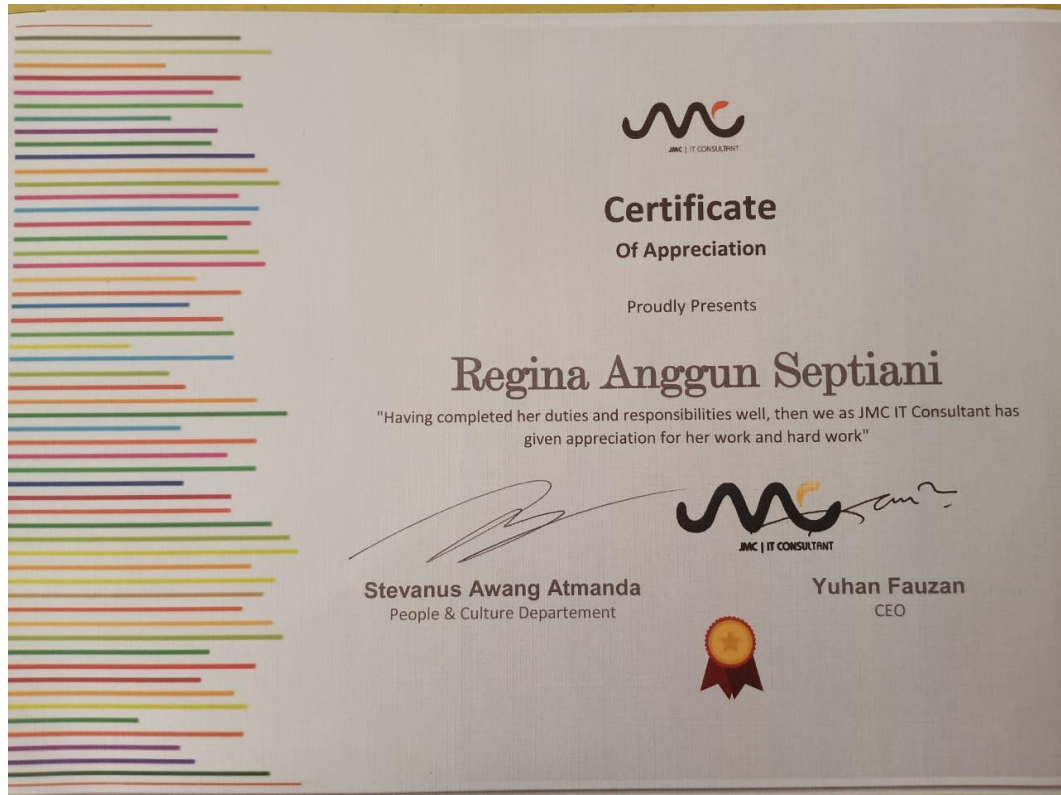 JMC | IT CONSULTANT
Certificate
Of Appreciation
Proudly Presents
Regina Anggun Septiani
"Having completed her duties and responsibilities well, then we as JMC IT Consultant has
given appreciation for her work and hard work"
JMC | IT CONSULTANT
Stevanus Awang Atmanda
People & Culture Departement
Yuhan Fauzan
CEO